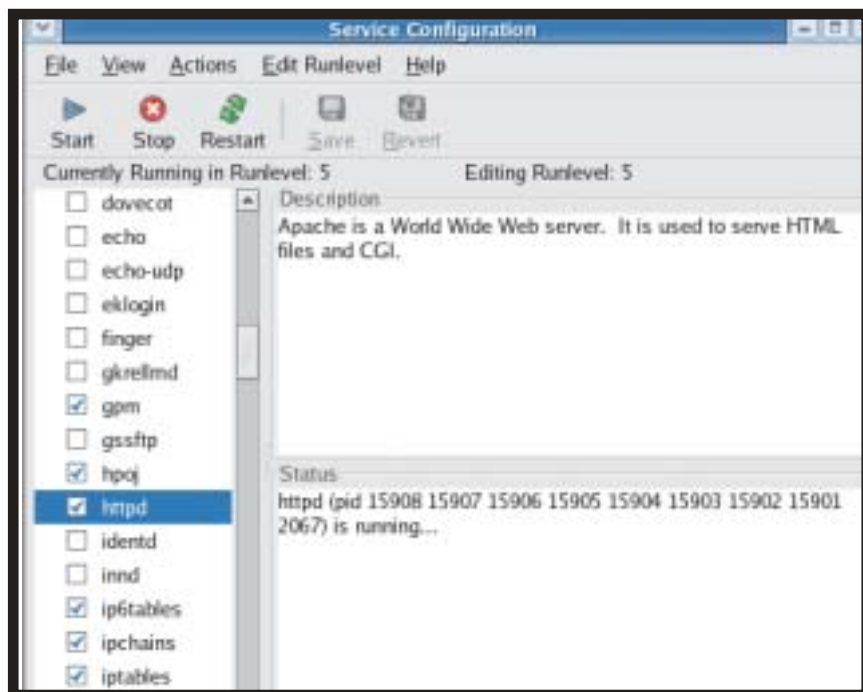 Service Configuration
File View Actions Edit Runlevel Help
Start Stop Restart Save Revert
Currently Running in Runlevel: 5 Editing Runlevel: 5
dovecot
echo
echo-udp
eklogin
finger
gkrellmd
gpm
gssftp
hpoj
httpd
identd
innd
ip6tables
ipchains
iptables
Description
Apache is a World Wide Web server. It is used to serve HTML
files and CGI.
Status
httpd (pid 15908 15907 15906 15905 15904 15903 15902 15901
2067) is running...